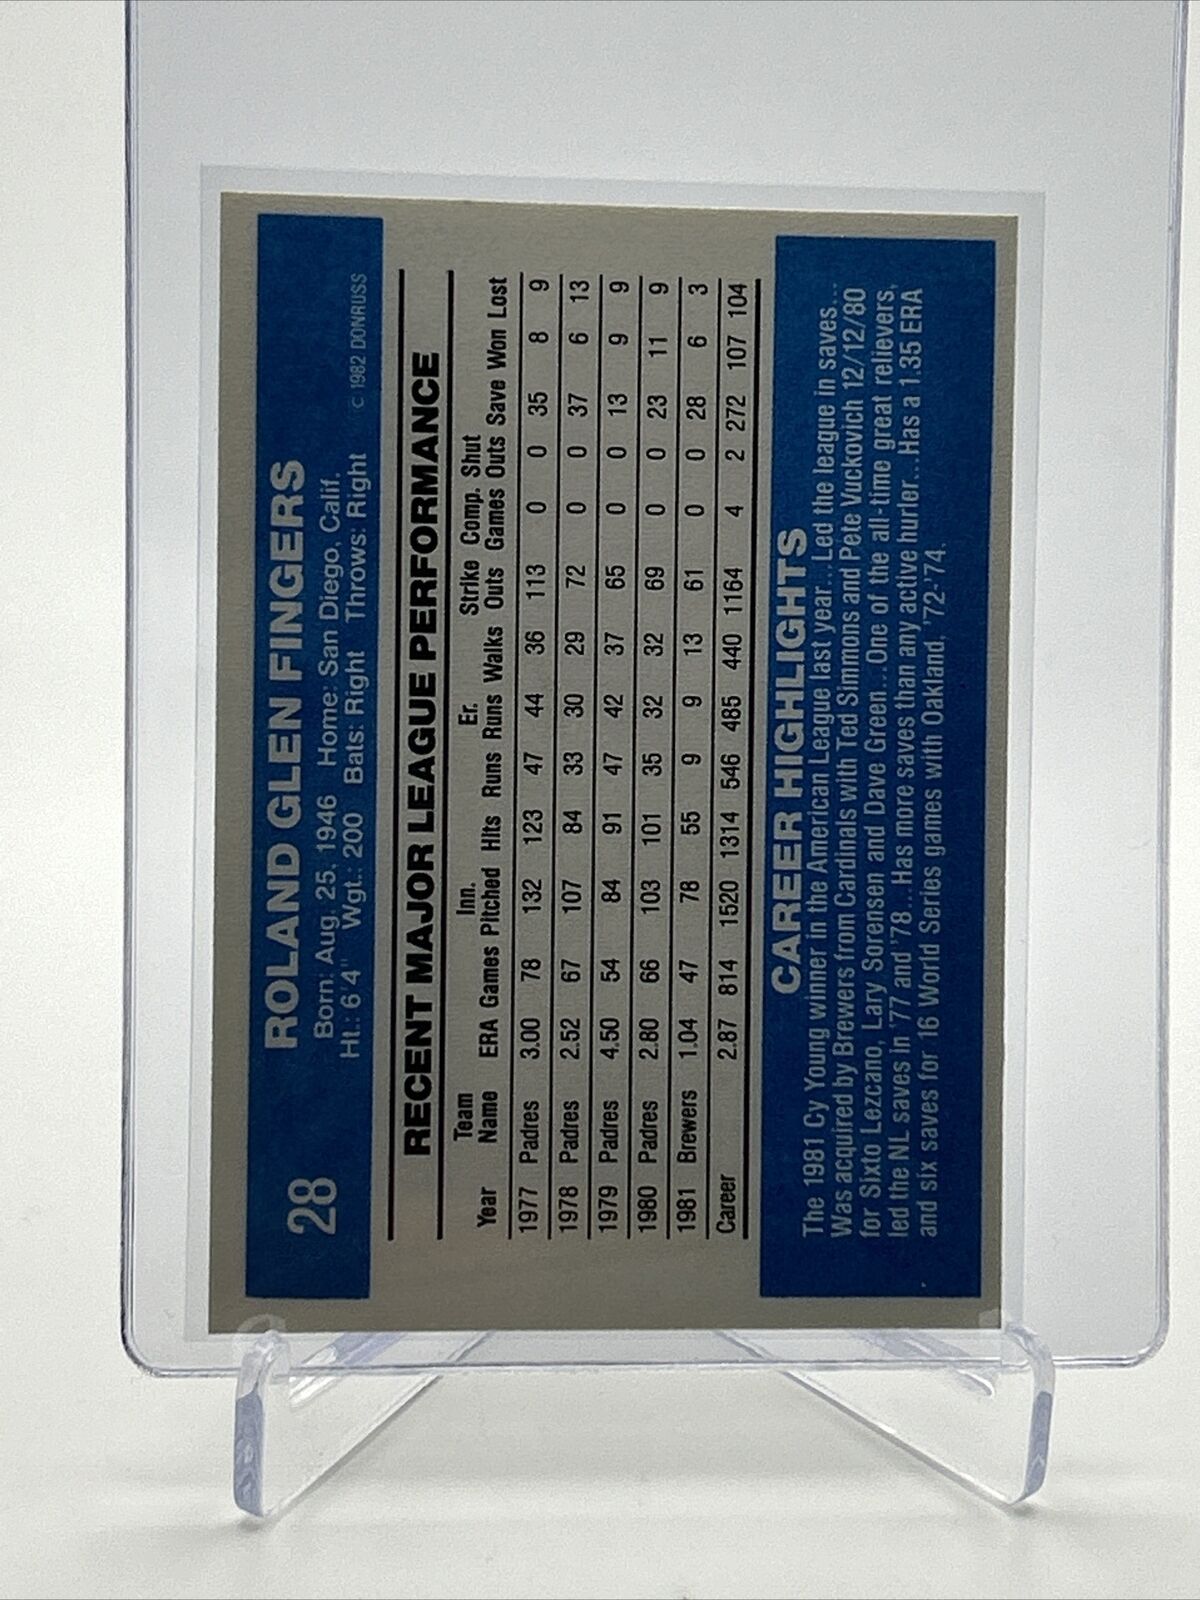 28
ROLAND GLEN FINGERS
Born: Aug. 25, 1946 Home: San Diego, Calif.
Ht.: 6'4" Wgt.: 200 Bats: Right Throws: Right © 1982 DONRUSS
RECENT MAJOR LEAGUE PERFORMANCE
Team Inn. Er. Strike Comp. Shut
Year Name ERA Games Pitched Hits Runs Runs Walks Outs Games Outs Save Won Lost
1977 Padres 3.00 78 132 123 47 44 36 113 0 0 35 8 9
1978 Padres 2.52 67 107 84 33 30 29 72 0 0 37 6 13
1979 Padres 4.50 54 84 91 47 42 37 65 0 0 13 9 9
1980 Padres 2.80 66 103 101 35 32 32 69 0 0 23 11 9
1981 Brewers 1.04 47 78 55 9 9 13 61 0 0 28 6 3
Career 2.87 814 1520 1314 546 485 440 1164 4 2 272 107 104
CAREER HIGHLIGHTS
The 1981 Cy Young winner in the American League last year...Led the league in saves...
Was acquired by Brewers from Cardinals with Ted Simmons and Pete Vuckovich 12/12/80
for Sixto Lezcano, Lary Sorensen and Dave Green...One of the all-time great relievers,
led the NL saves in '77 and '78...Has more saves than any active hurler...Has a 1.35 ERA
and six saves for 16 World Series games with Oakland, '72-'74.